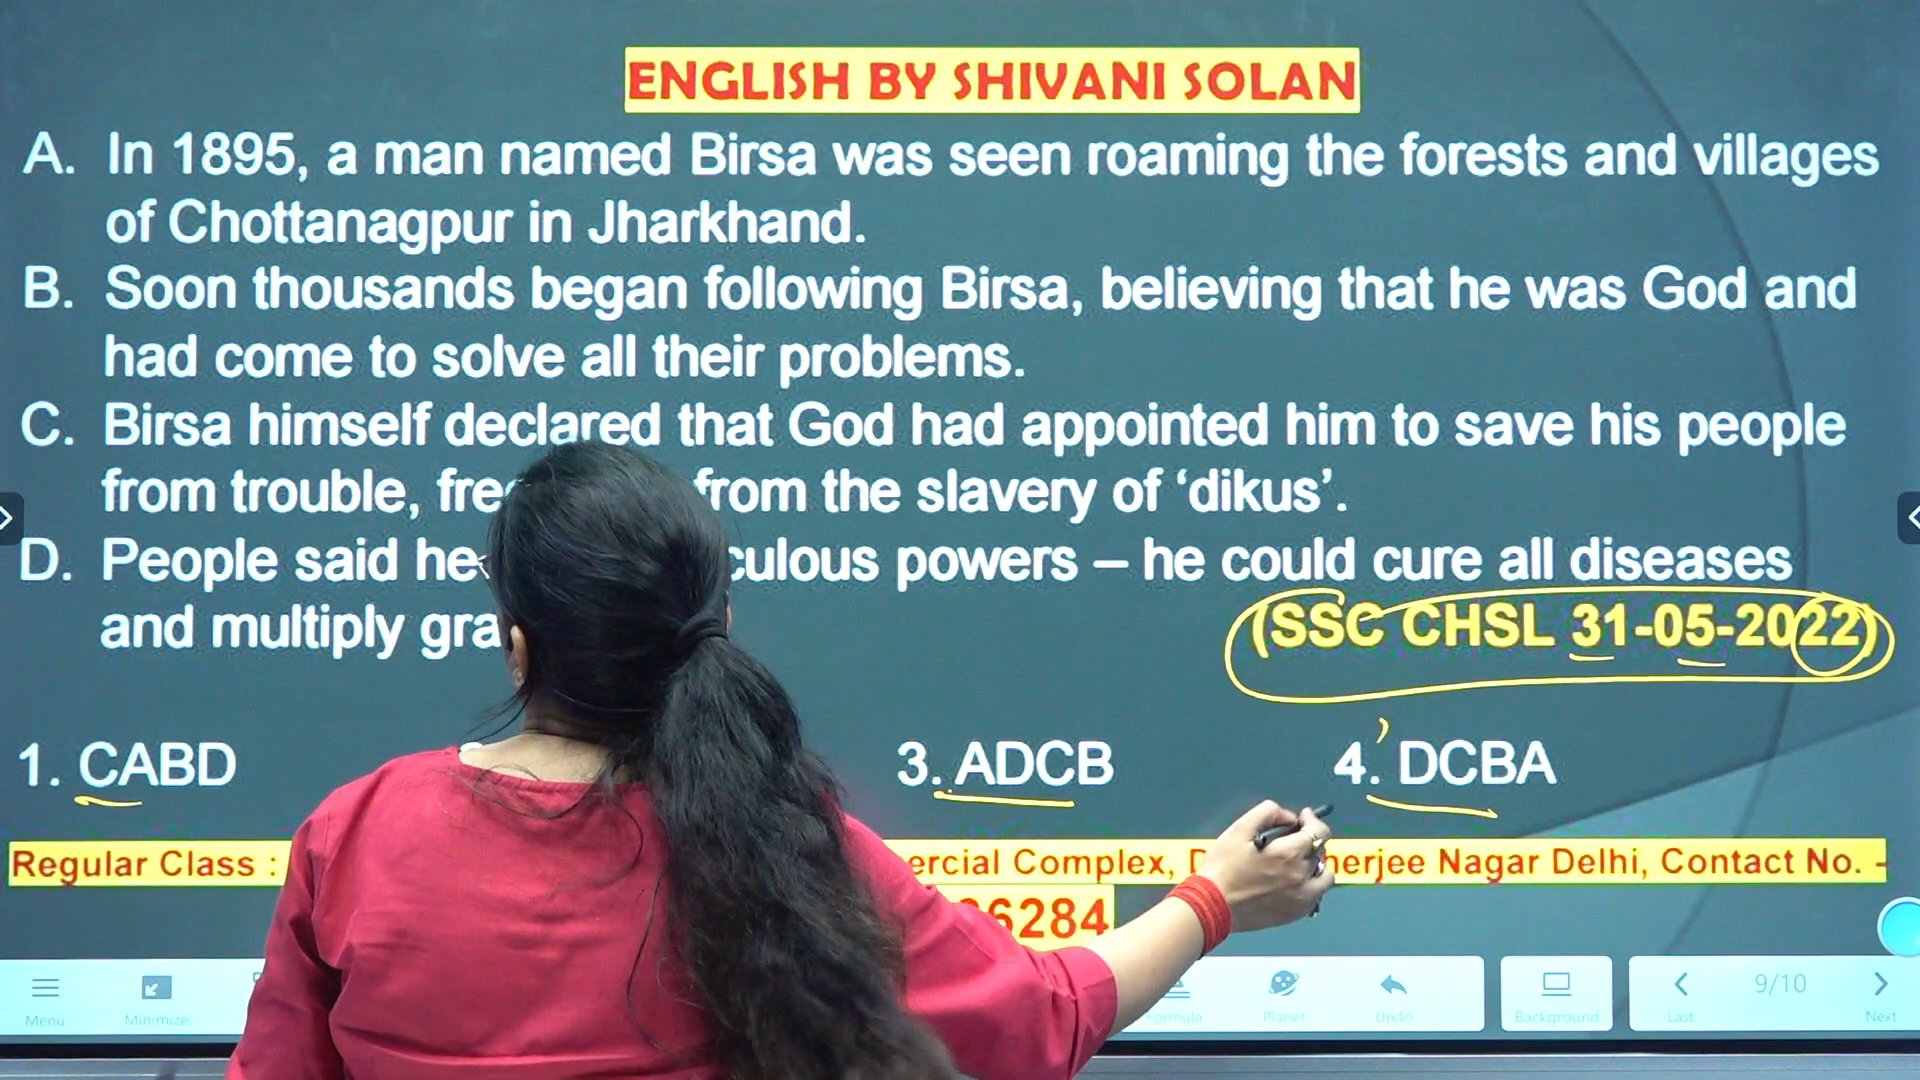 ENGLISH BY SHIVANI SOLAN
A. In 1895, a man named Birsa was seen roaming the forests and villages
of Chottanagpur in Jharkhand.
B. Soon thousands began following Birsa, believing that he was God and
had come to solve all their problems.
C. Birsa himself declared that God had appointed him to save his people
from trouble, from the slavery of ‘dikus’.
D. People said he powers – he could cure all diseases
and multiply
(SSC CHSL 31-05-2022)
1. CABD 3. ADCB 4. DCBA
Regular Class : Complex, Nagar Delhi, Contact No. -
6284
Menu Minimize Formula Planet Undo Background Last 9/10 Next